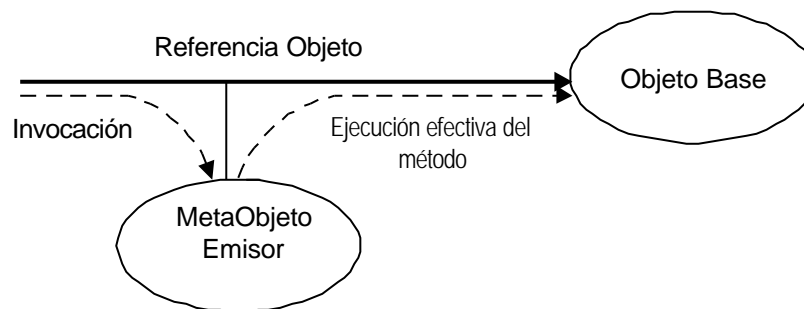 Referencia Objeto
Objeto Base
Invocación
Ejecución efectiva del
método
MetaObjeto
Emisor